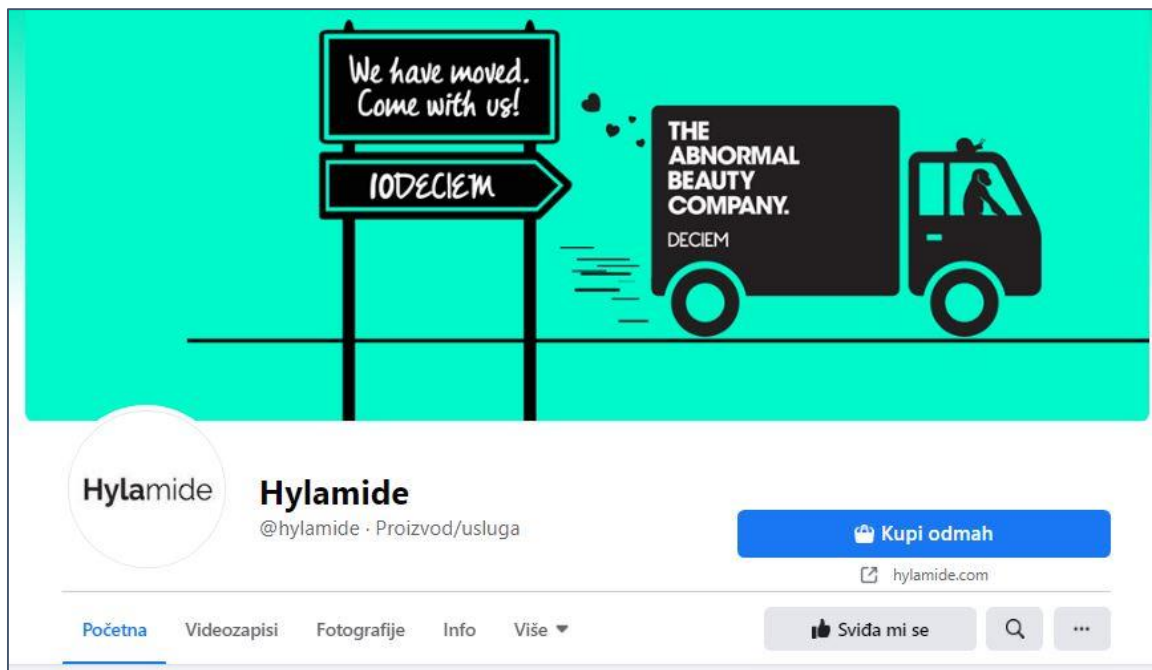 We have moved.
Come with us!
10DECIEM
THE
ABNORMAL
BEAUTY
COMPANY.
DECIEM
Hylamide
Hylamide
@hylamide · Proizvod/usluga
Kupi odmah
hylamide.com
Početna Videozapisi Fotografije Info Više
Sviđa mi se